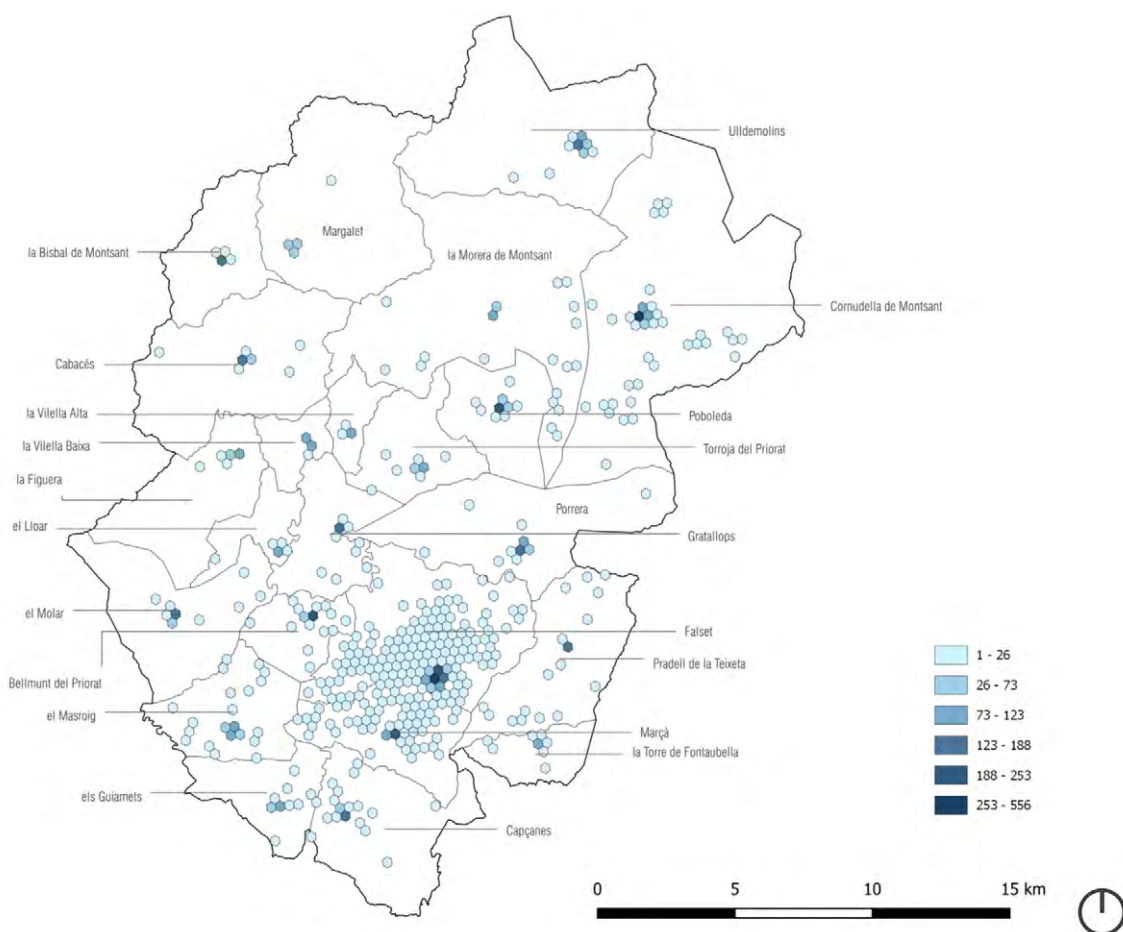 Ulldemolins
Margalef
la Bisbal de Montsant
la Morera de Montsant
Cornudella de Montsant
Cabacés
la Vilella Alta
Poboleda
la Vilella Baixa
Torroja del Priorat
la Figuera
Porrera
el Lloar
Gratallops
el Molar
Falset
Pradell de la Teixeta
Bellmunt del Priorat
el Masroig
Marçà
la Torre de Fontaubella
els Guiamets
Capçanes
1 - 26
26 - 73
73 - 123
123 - 188
188 - 253
253 - 556
0 5 10 15 km